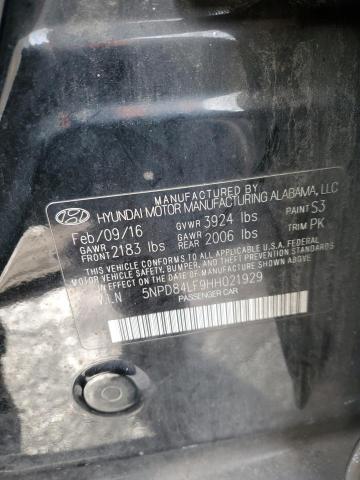 MANUFACTURED BY
HYUNDAI MOTOR MANUFACTURING ALABAMA, LLC
Feb/09/16 GVWR 3924 lbs PAINT S3
GAWR FRONT 2183 lbs GAWR REAR 2006 lbs TRIM PK
THIS VEHICLE CONFORMS TO ALL APPLICABLE U.S.A. FEDERAL
MOTOR VEHICLE SAFETY, BUMPER, AND THEFT PREVENTION
STANDARDS IN EFFECT ON THE DATE OF MANUFACTURE SHOWN ABOVE.
V.I.N 5NPD84LF9HH021929
PASSENGER CAR